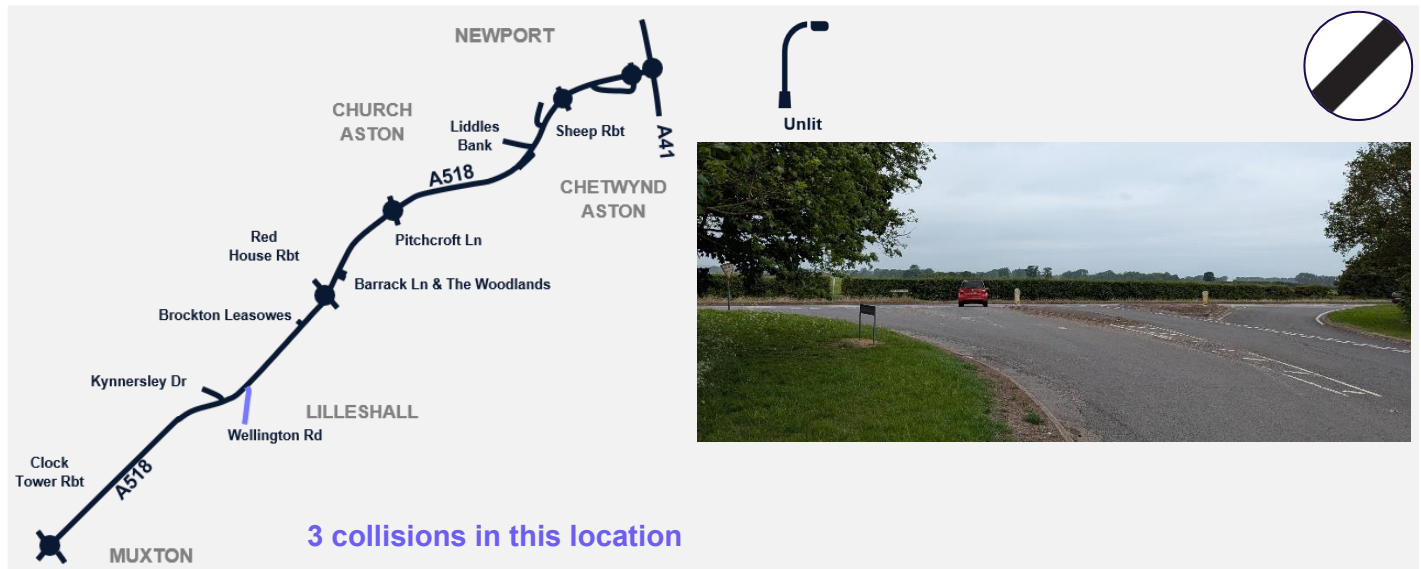 NEWPORT
CHURCH
ASTON
Liddles
Bank
Sheep Rbt
A41
Unlit
A518
CHETWYND
ASTON
Red
House Rbt
Pitchcroft Ln
Barrack Ln & The Woodlands
Brockton Leasowes
Kynnersley Dr
LILLESHALL
Wellington Rd
Clock
Tower Rbt
A518
3 collisions in this location
MUXTON